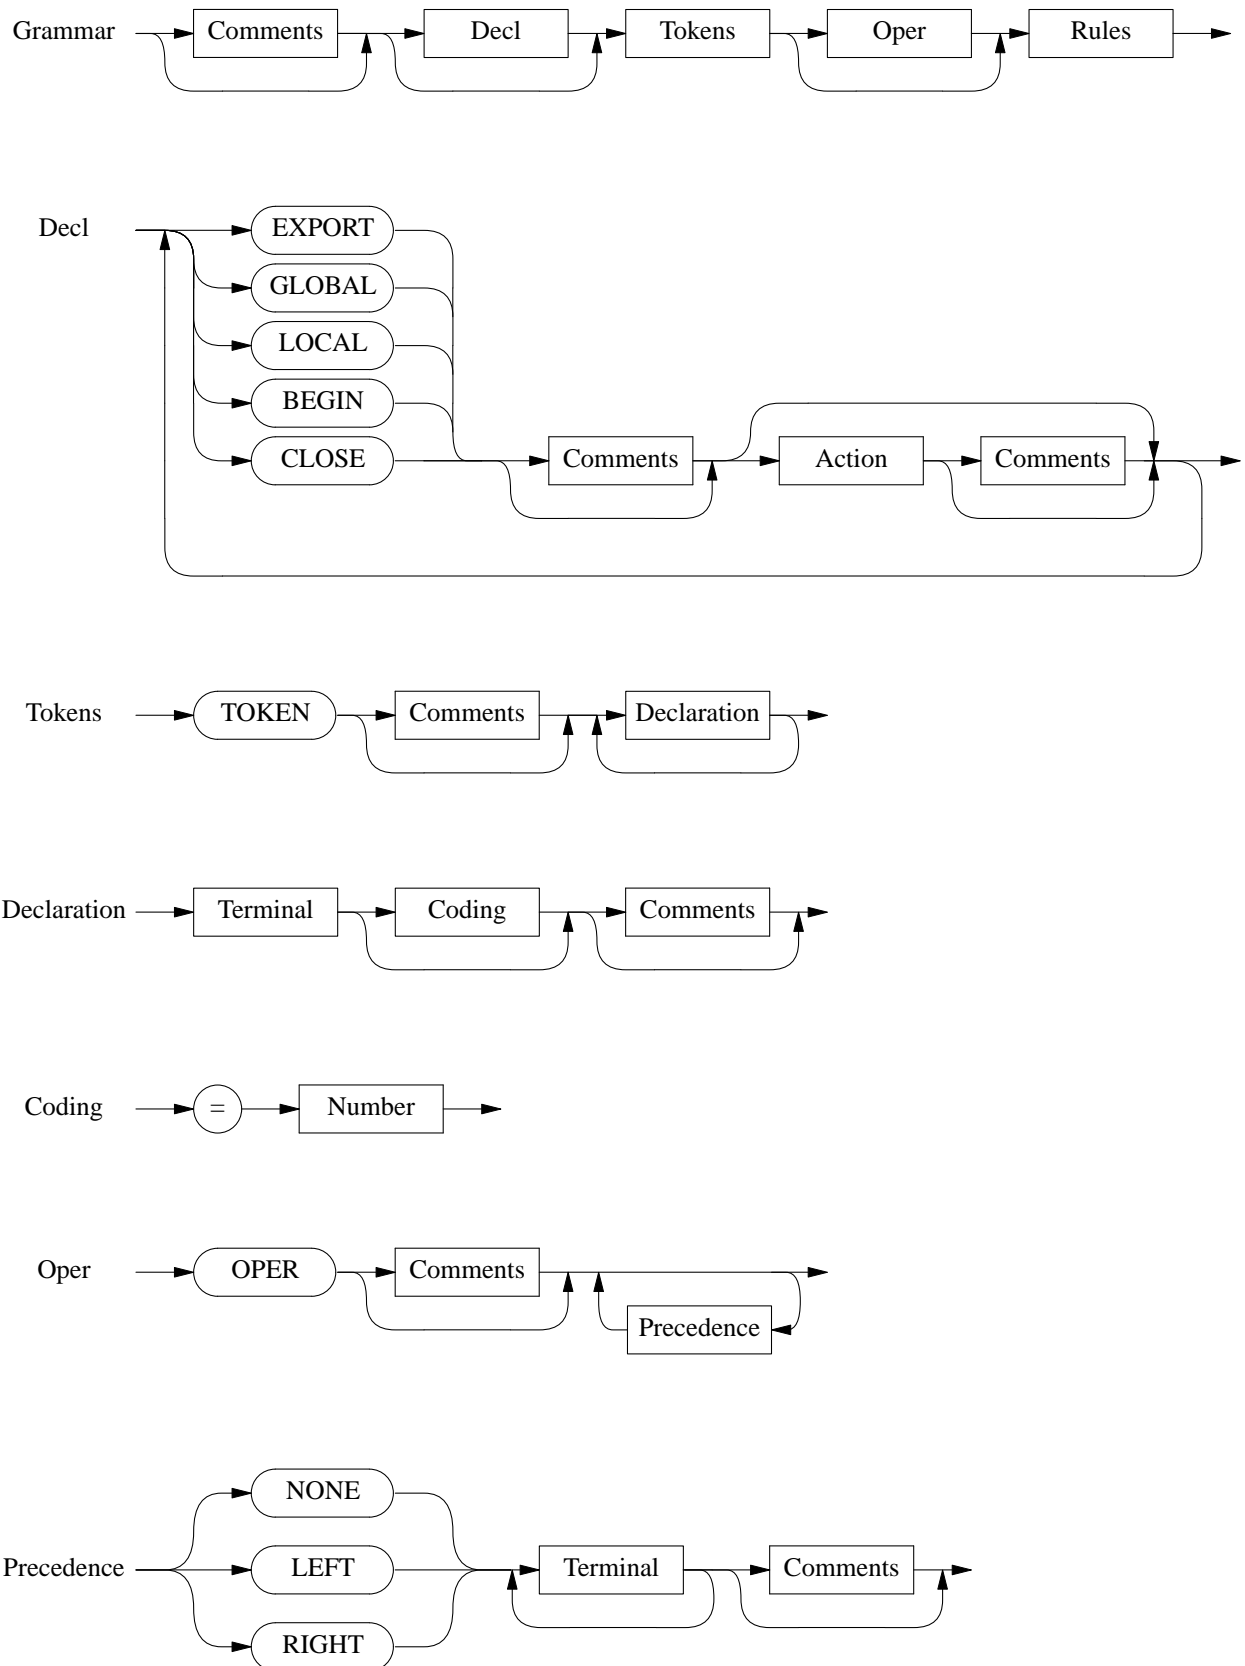 Grammar Comments Decl Tokens Oper Rules
Decl EXPORT
GLOBAL
LOCAL
BEGIN
CLOSE Comments Action Comments
Tokens TOKEN Comments Declaration
Declaration Terminal Coding Comments
Coding = Number
Oper OPER Comments
Precedence
NONE
Precedence LEFT Terminal Comments
RIGHT